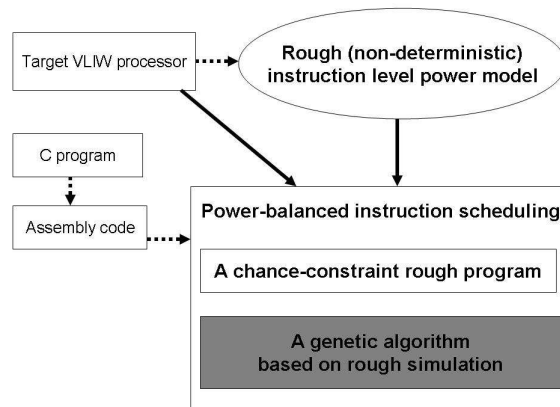 Target VLIW processor
Rough (non-deterministic)
instruction level power model
C program
Assembly code
Power-balanced instruction scheduling
A chance-constraint rough program
A genetic algorithm
based on rough simulation